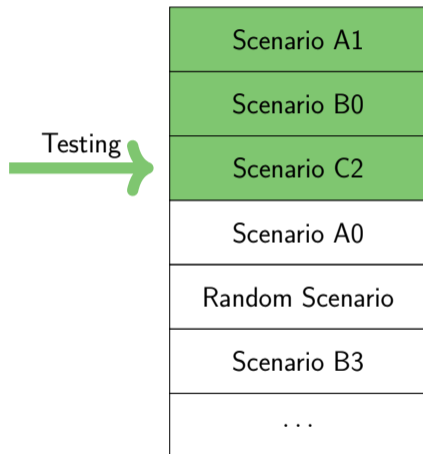 Scenario A1
Scenario B0
Testing
Scenario C2
Scenario A0
Random Scenario
Scenario B3
...